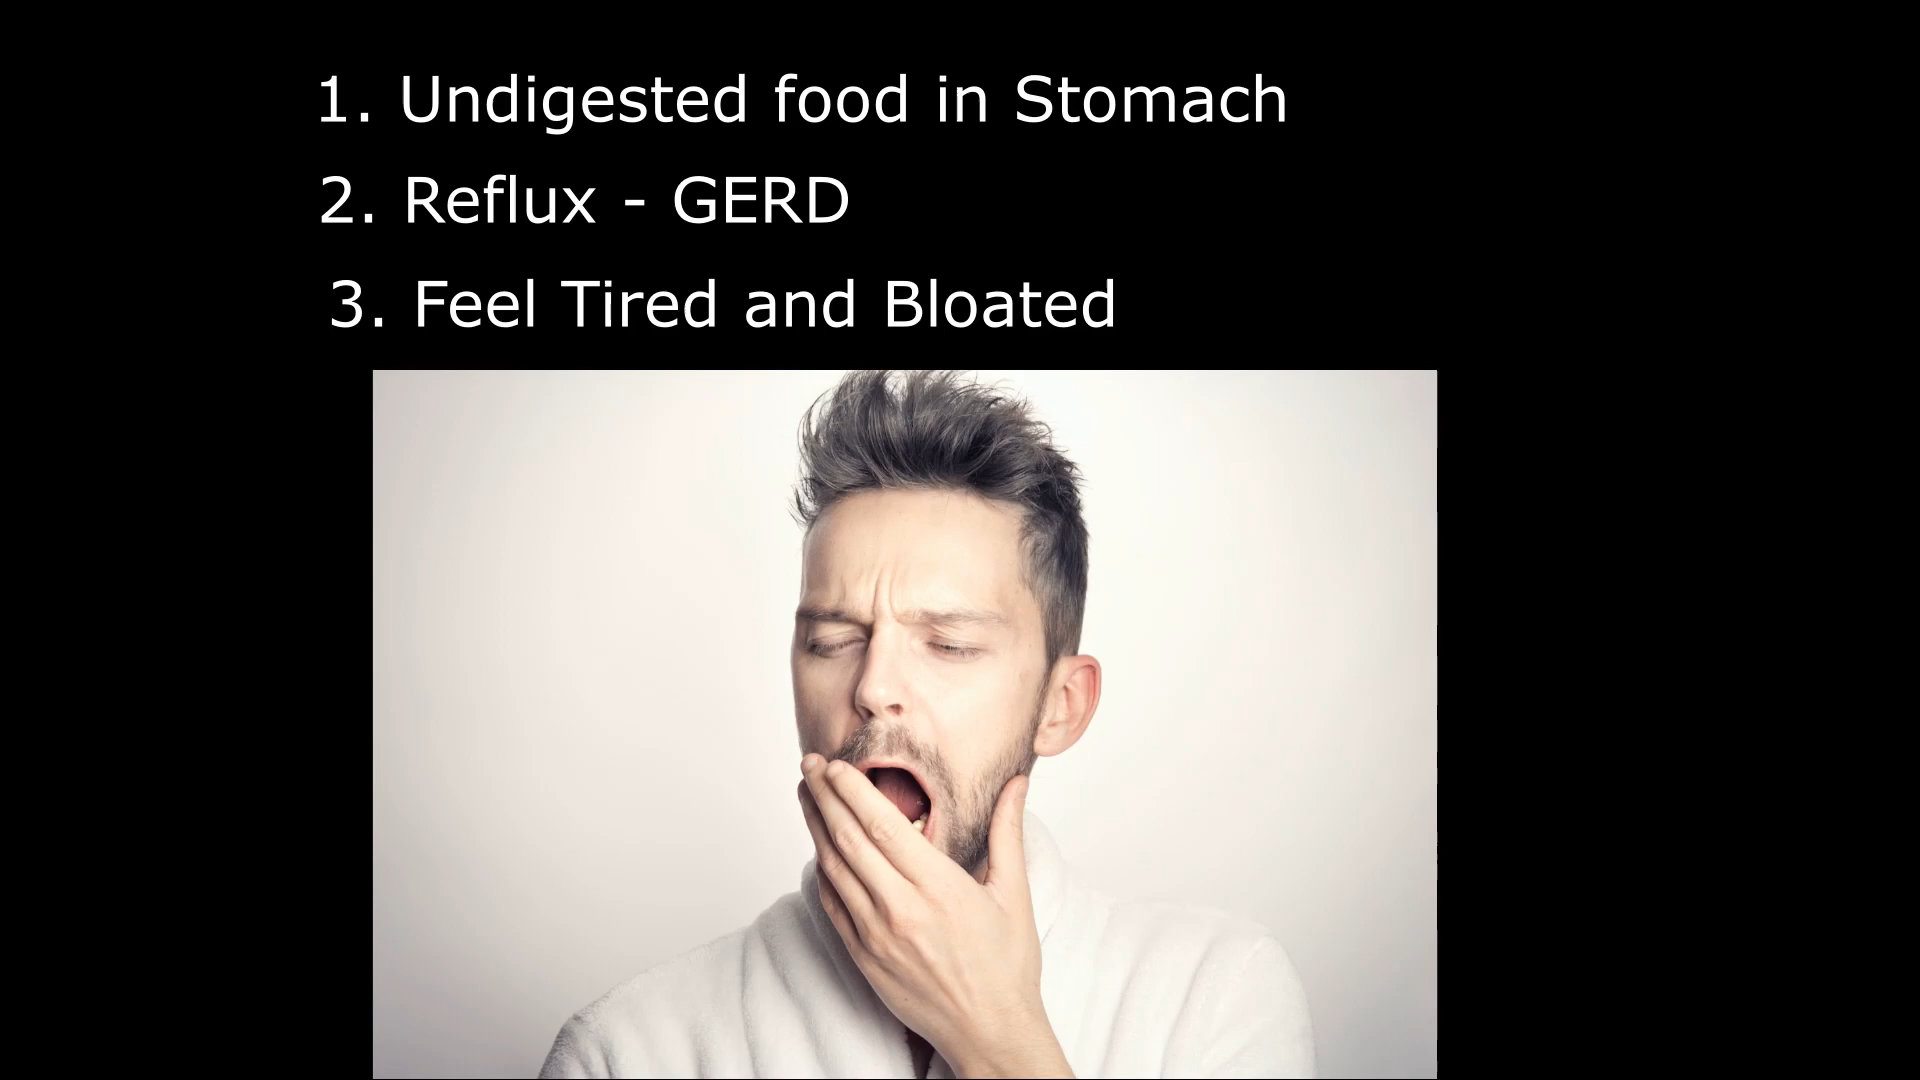 1. Undigested food in Stomach
2. Reflux - GERD
3. Feel Tired and Bloated